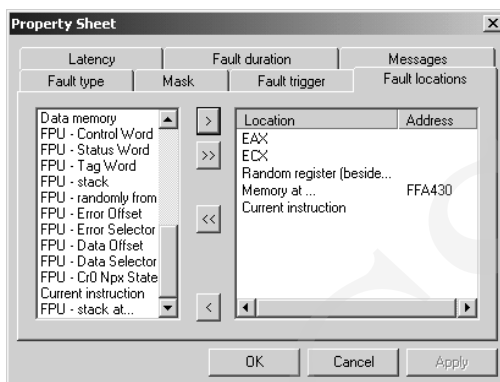 Property Sheet
Latency
Fault duration
Messages
Fault type
Mask
Fault trigger
Fault locations
Data memory
FPU - Control Word
FPU - Status Word
FPU - Tag Word
FPU - stack
FPU - randomly from
FPU - Error Offset
FPU - Error Selector
FPU - Data Offset
FPU - Data Selector
FPU - Cr0 Npx State
Current instruction
FPU - stack at...
>
>>
<<
<
Location Address
EAX
ECX
Random register (beside...
Memory at ... FFA430
Current instruction
OK
Cancel
Apply